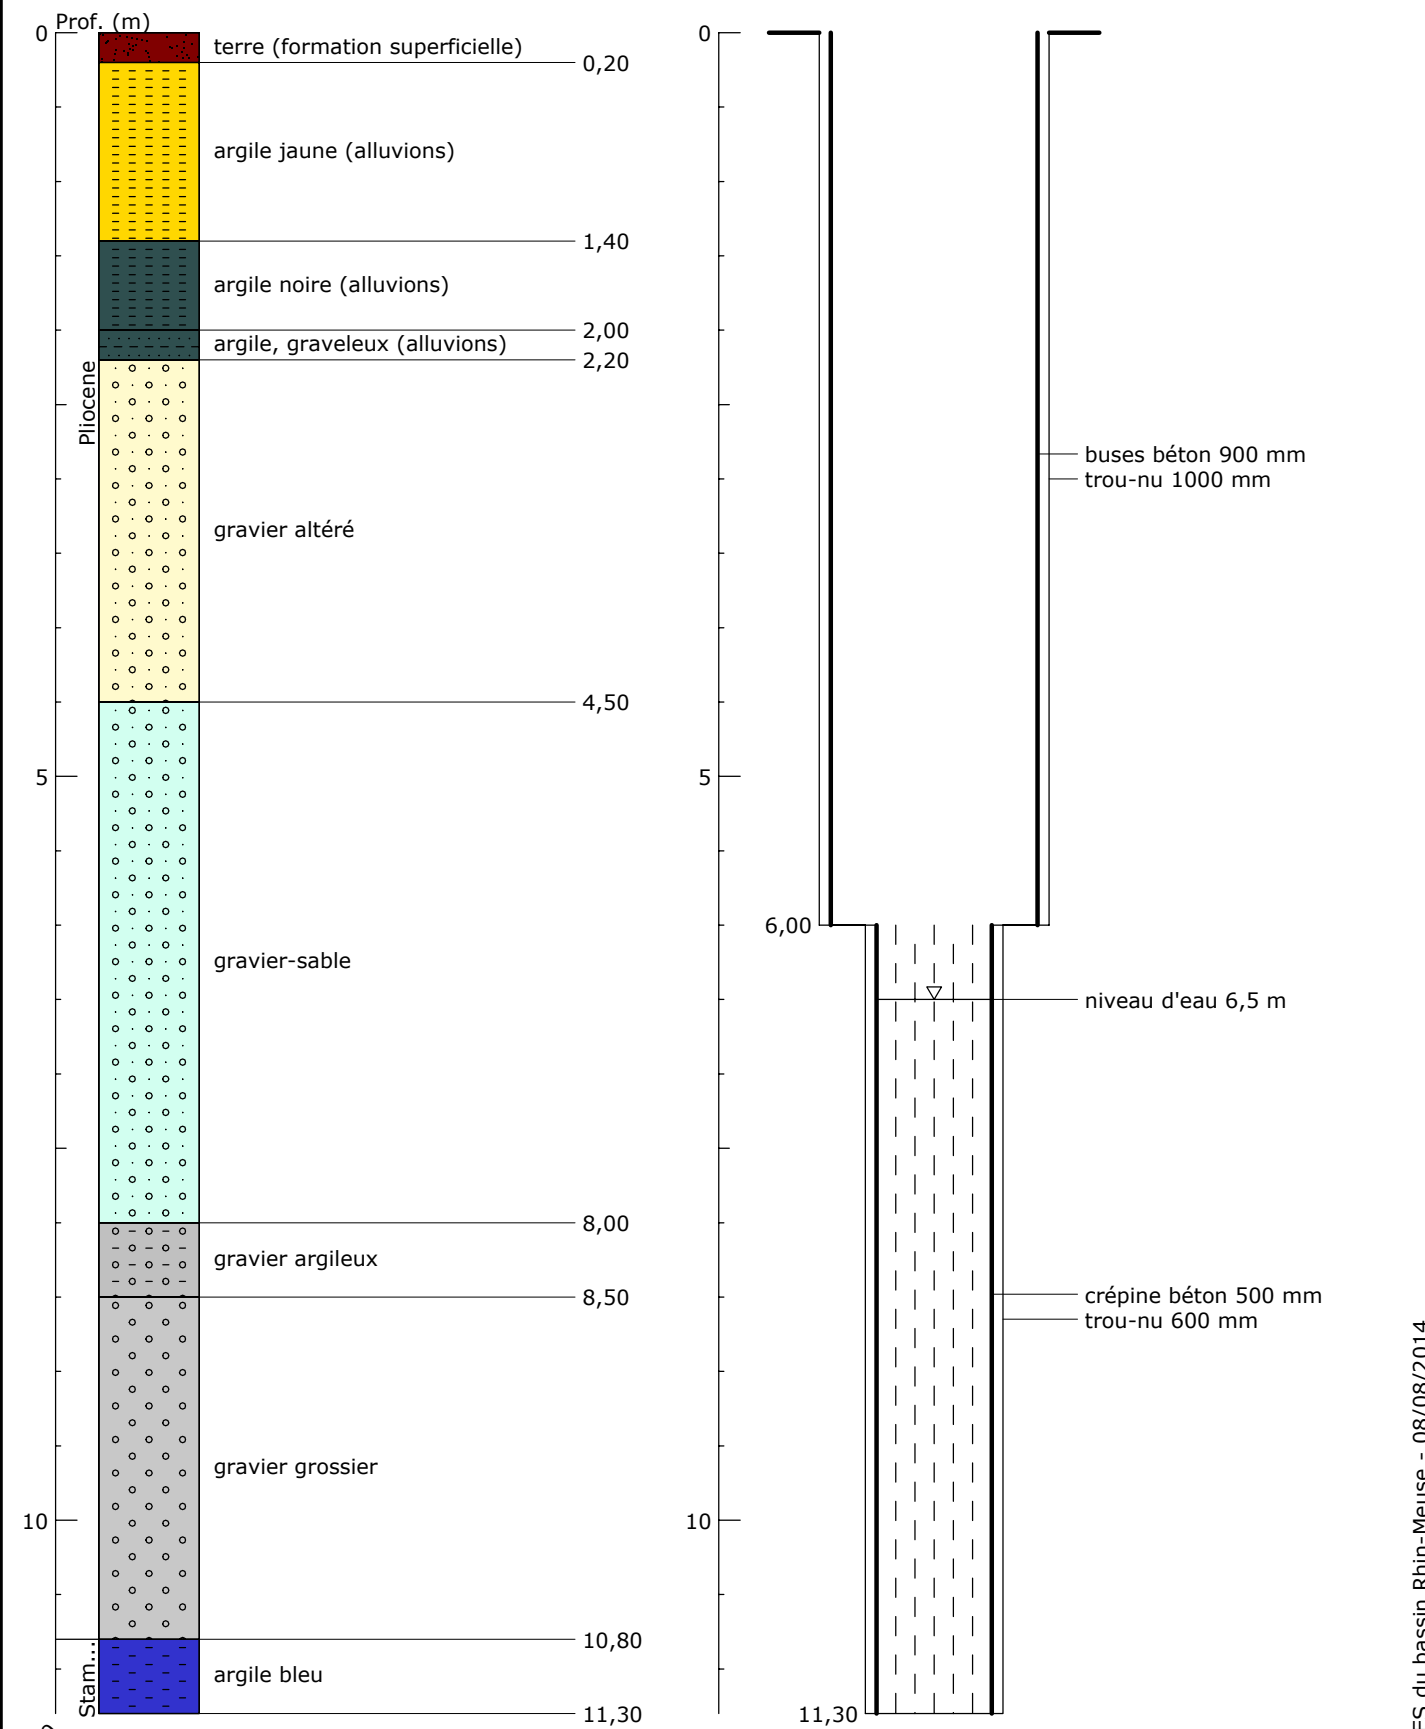 Prof. (m)
0
terre (formation superficielle)
0,20
argile jaune (alluvions)
1,40
argile noire (alluvions)
2,00
argile, graveleux (alluvions)
2,20
Pliocene
gravier altéré
4,50
5
gravier-sable
8,00
gravier argileux
8,50
gravier grossier
10
10,80
Stam...
argile bleu
11,30
0
buses béton 900 mm
trou-nu 1000 mm
5
6,00
niveau d'eau 6,5 m
crépine béton 500 mm
trou-nu 600 mm
10
11,30
du bassin Rhin-Meuse - 08/08/2014